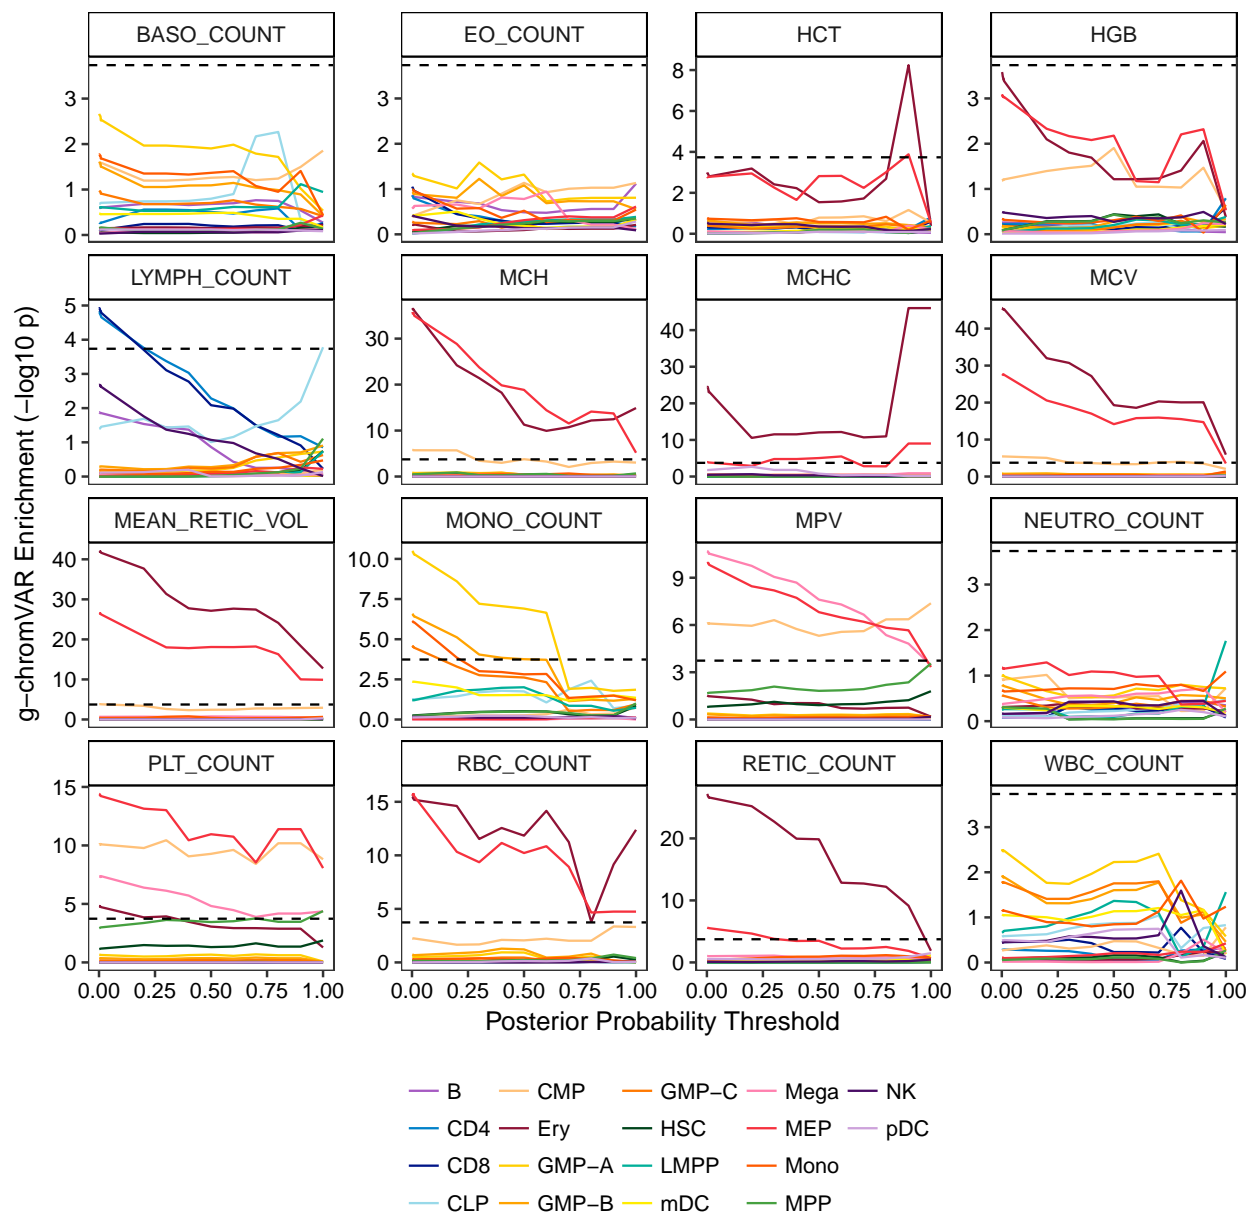 BASO_COUNT EO_COUNT HCT HGB
3 2 1 0
3 2 1 0
8 6 4 2 0
3 2 1 0
LYMPH_COUNT MCH MCHC MCV
5 4 3 2 1 0
30 20 10 0
40 30 20 10 0
40 30 20 10 0
g−chromVAR Enrichment (−log10 p)
MEAN_RETIC_VOL MONO_COUNT MPV NEUTRO_COUNT
40 30 20 10 0
10.0 7.5 5.0 2.5 0.0
9 6 3 0
3 2 1 0
PLT_COUNT RBC_COUNT RETIC_COUNT WBC_COUNT
15 10 5 0
15 10 5 0
20 10 0
3 2 1 0
0.00 0.25 0.50 0.75 1.00 0.00 0.25 0.50 0.75 1.00 0.00 0.25 0.50 0.75 1.00 0.00 0.25 0.50 0.75 1.00
Posterior Probability Threshold
B CMP GMP−C Mega NK
CD4 Ery HSC MEP pDC
CD8 GMP−A LMPP Mono
CLP GMP−B mDC MPP